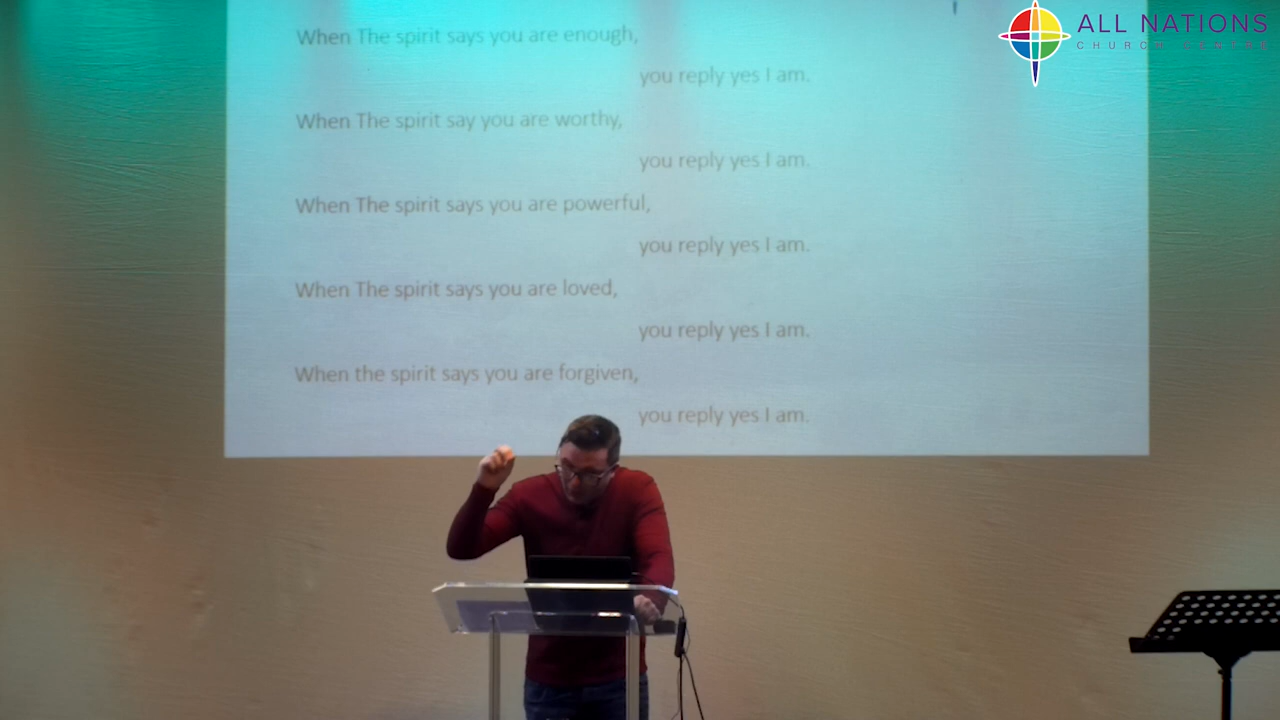 When The spirit says you are enough,
you reply yes I am.
When The spirit say you are worthy,
you reply yes I am.
When The spirit says you are powerful,
you reply yes I am.
When The spirit says you are loved,
you reply yes I am.
When the spirit says you are forgiven,
you reply yes I am.
ALL NATIONS
CHURCH CENTRE